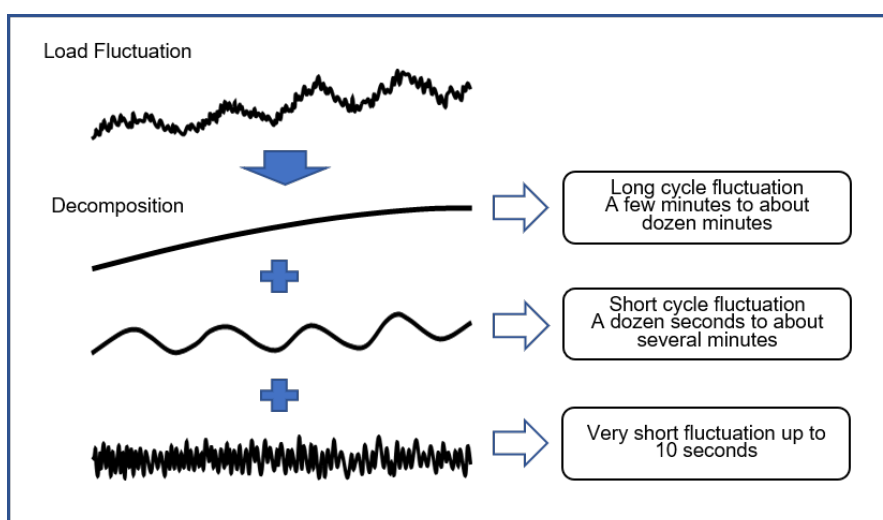 Load Fluctuation
Decomposition
Long cycle fluctuation
A few minutes to about
dozen minutes
Short cycle fluctuation
A dozen seconds to about
several minutes
Very short fluctuation up to
10 seconds